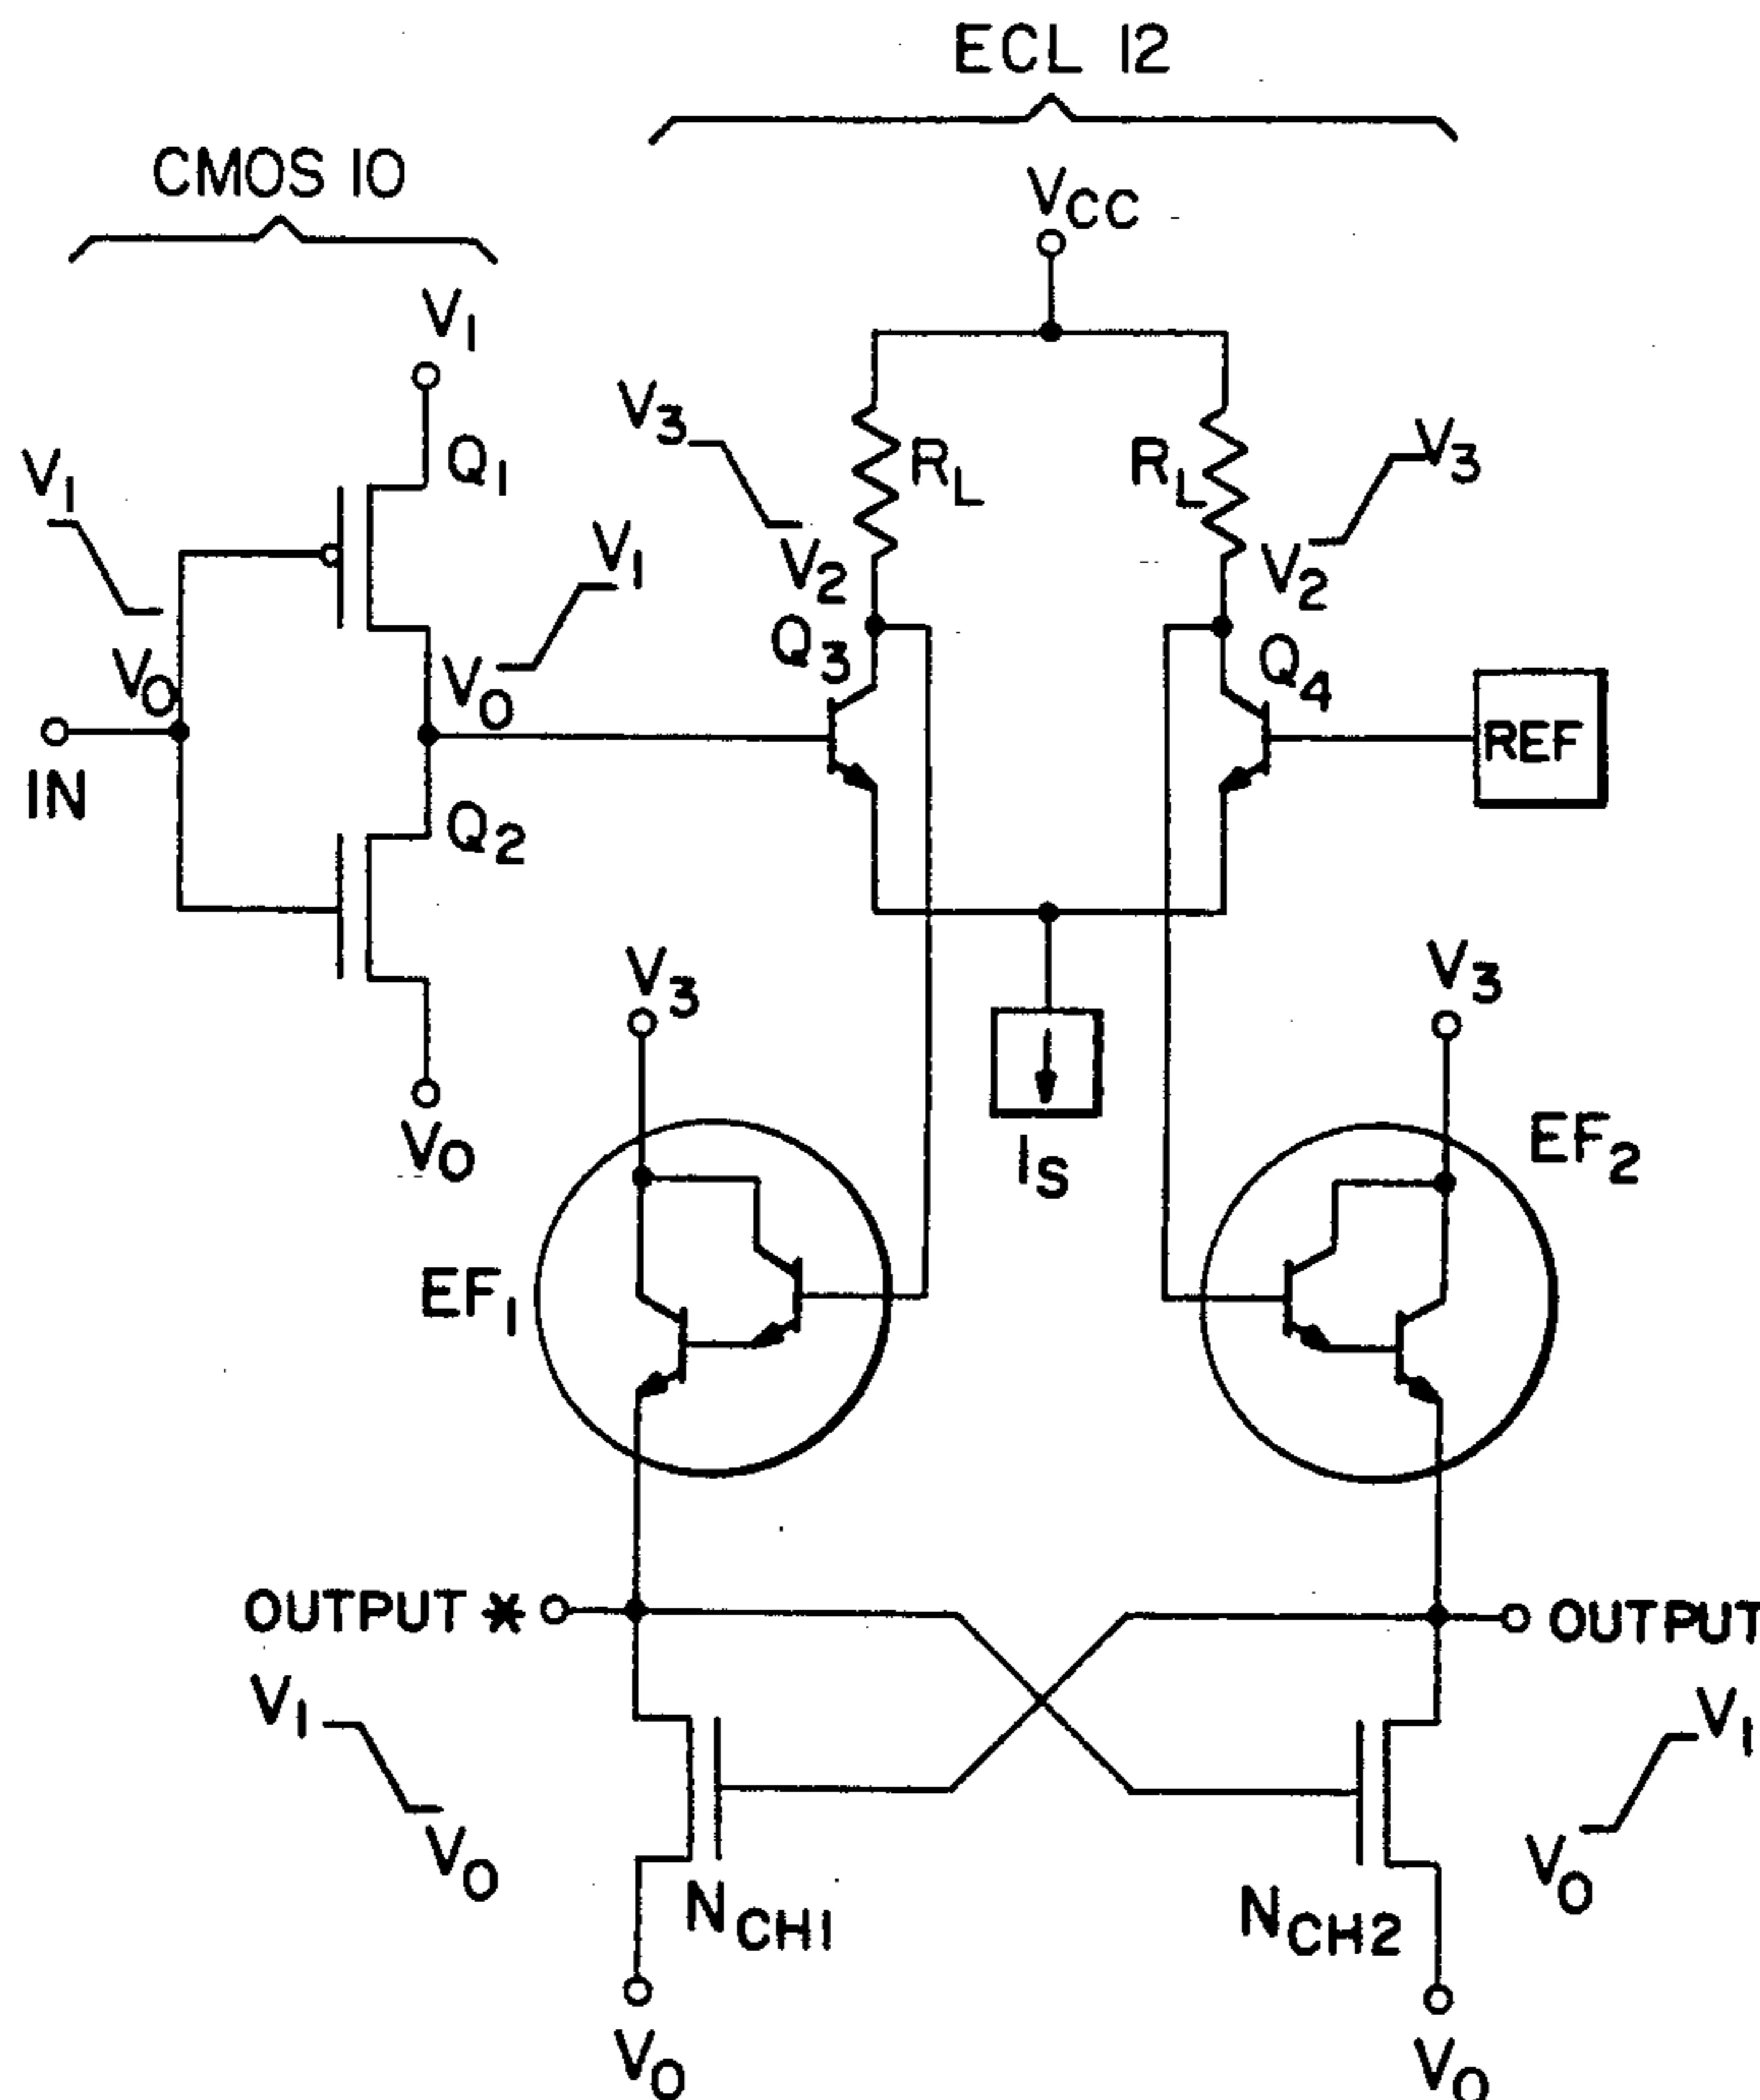 ECL 12
CMOS 10
VCC
V1
V3
V3
RL
RL
V1
Q1
V1
V2
V2
Q3
Q4
V0
V0
REF
IN
Q2
V3
V3
IS
V0
EF2
EF1
OUTPUT *
OUTPUT
V1
V1
V0
V0
NCH1
NCH2
V0
V0